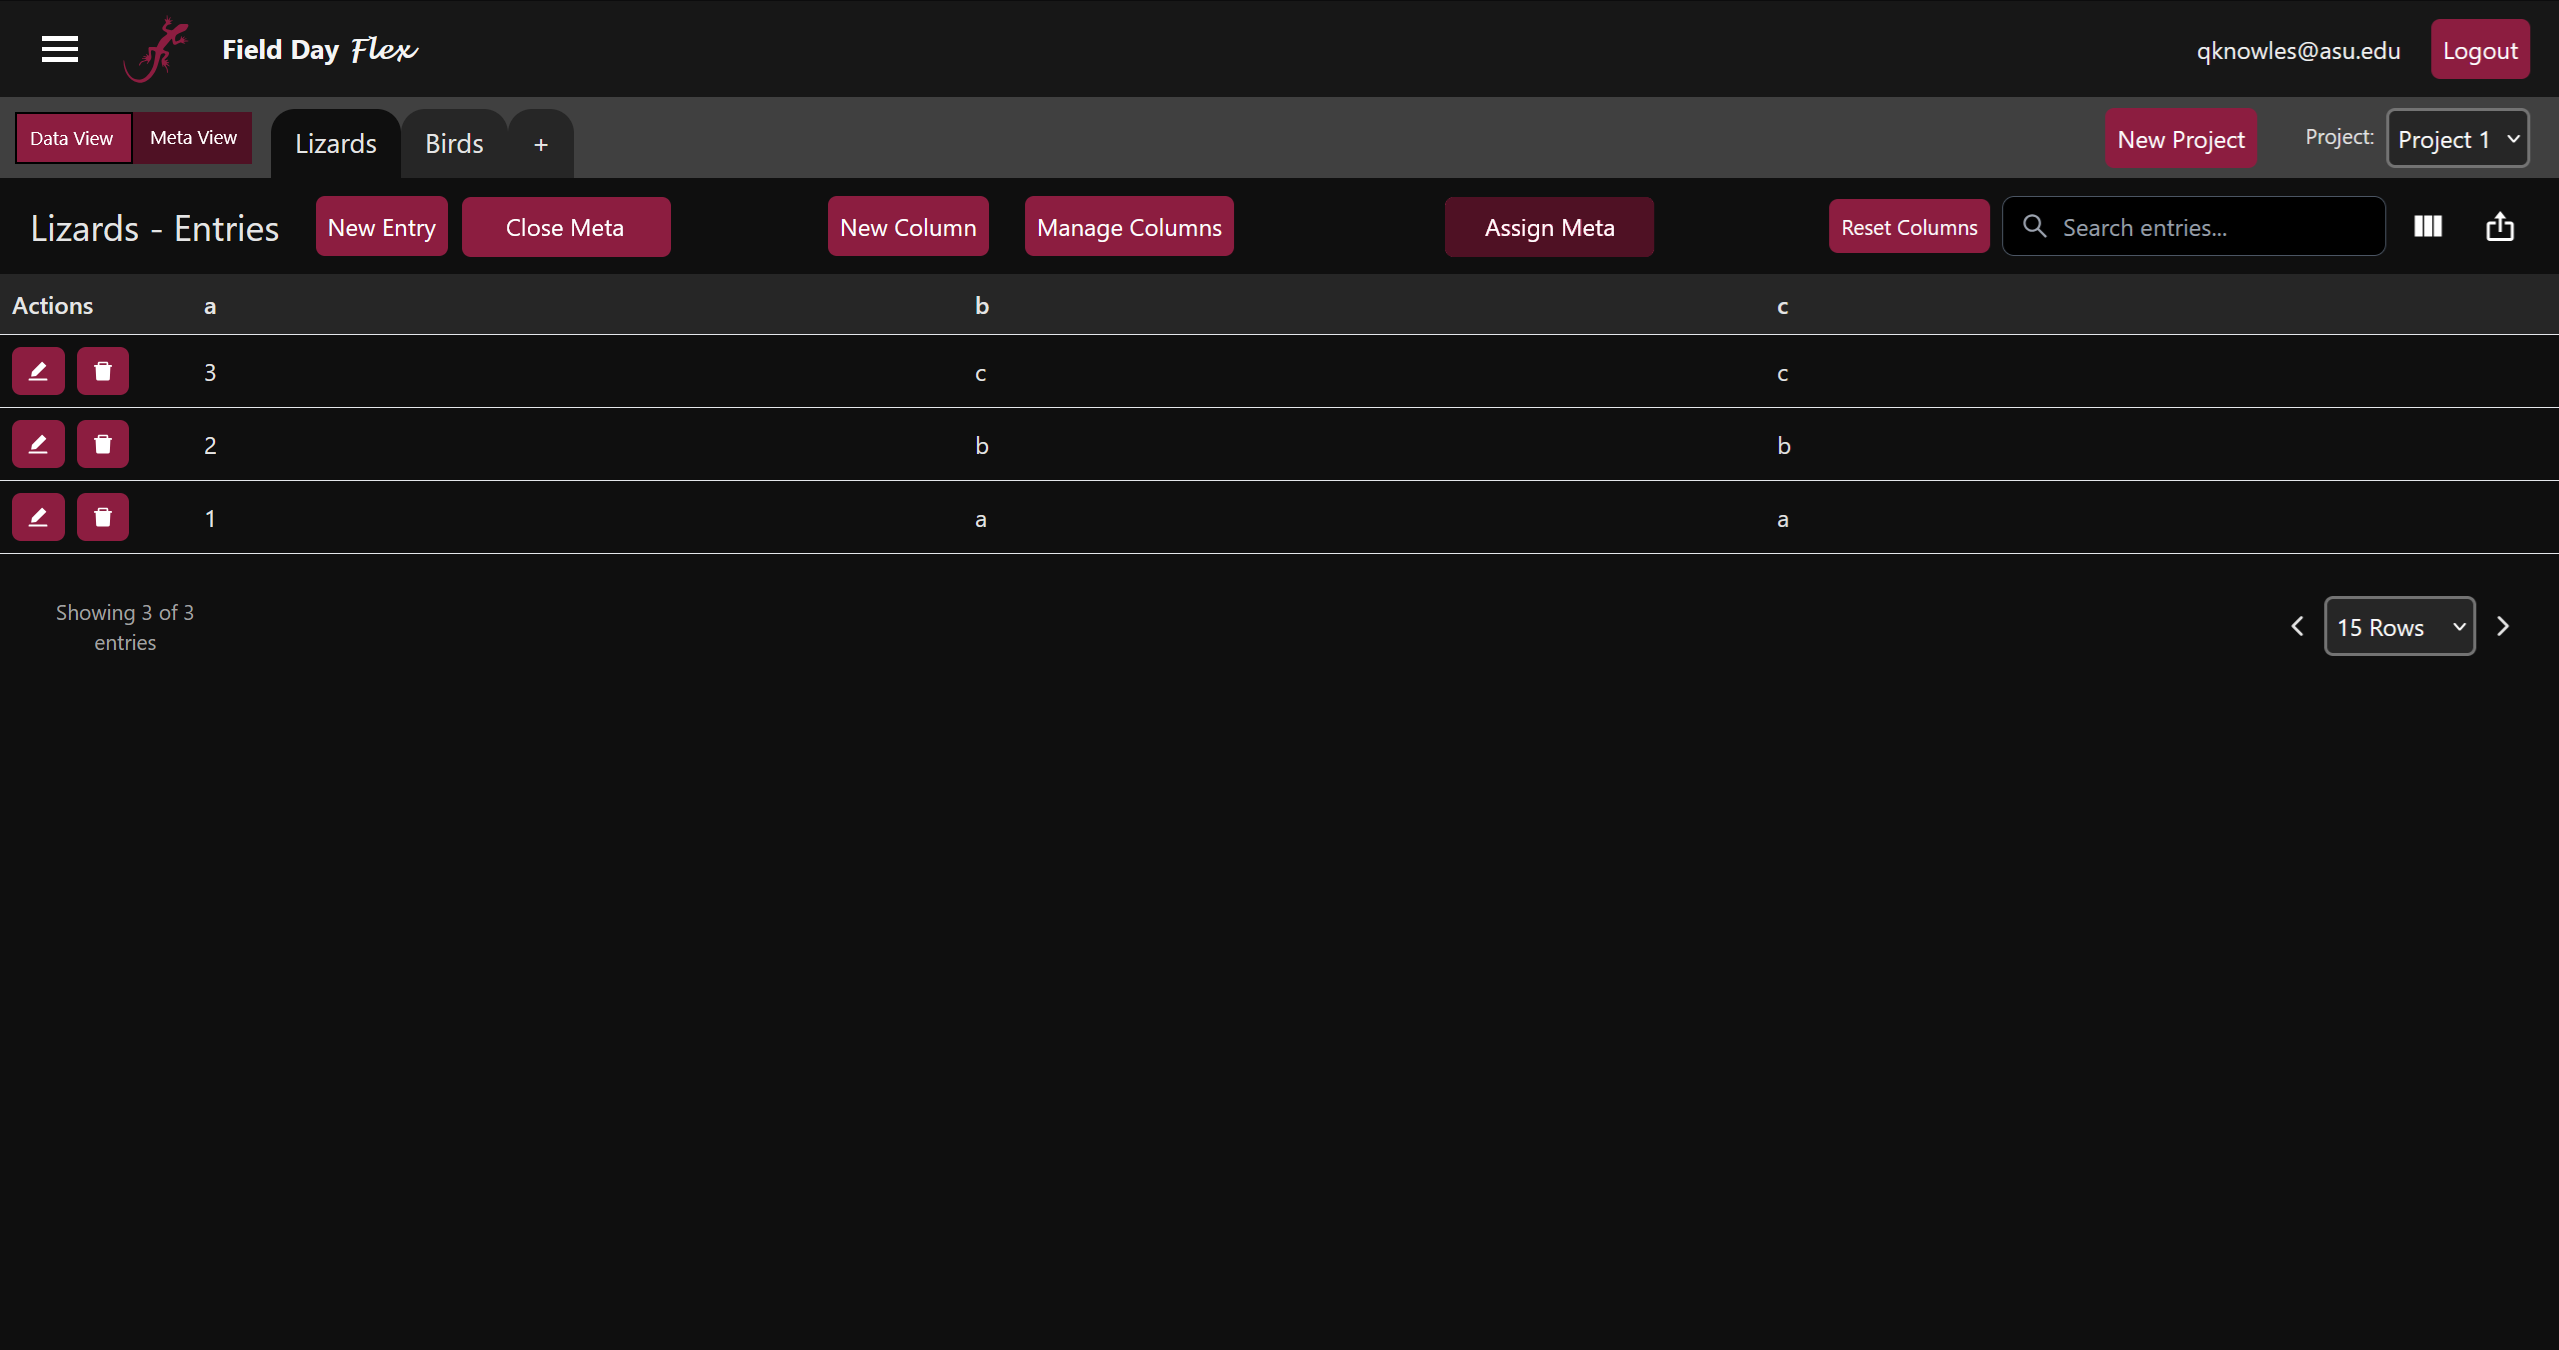 Field Day Flex
qknowles@asu.edu
Logout
Data View
Meta View
Lizards
Birds
+
New Project
Project:
Project 1
Lizards - Entries
New Entry
Close Meta
New Column
Manage Columns
Assign Meta
Reset Columns
Search entries...
Actions a b c
3 c c
2 b b
1 a a
Showing 3 of 3
entries
15 Rows